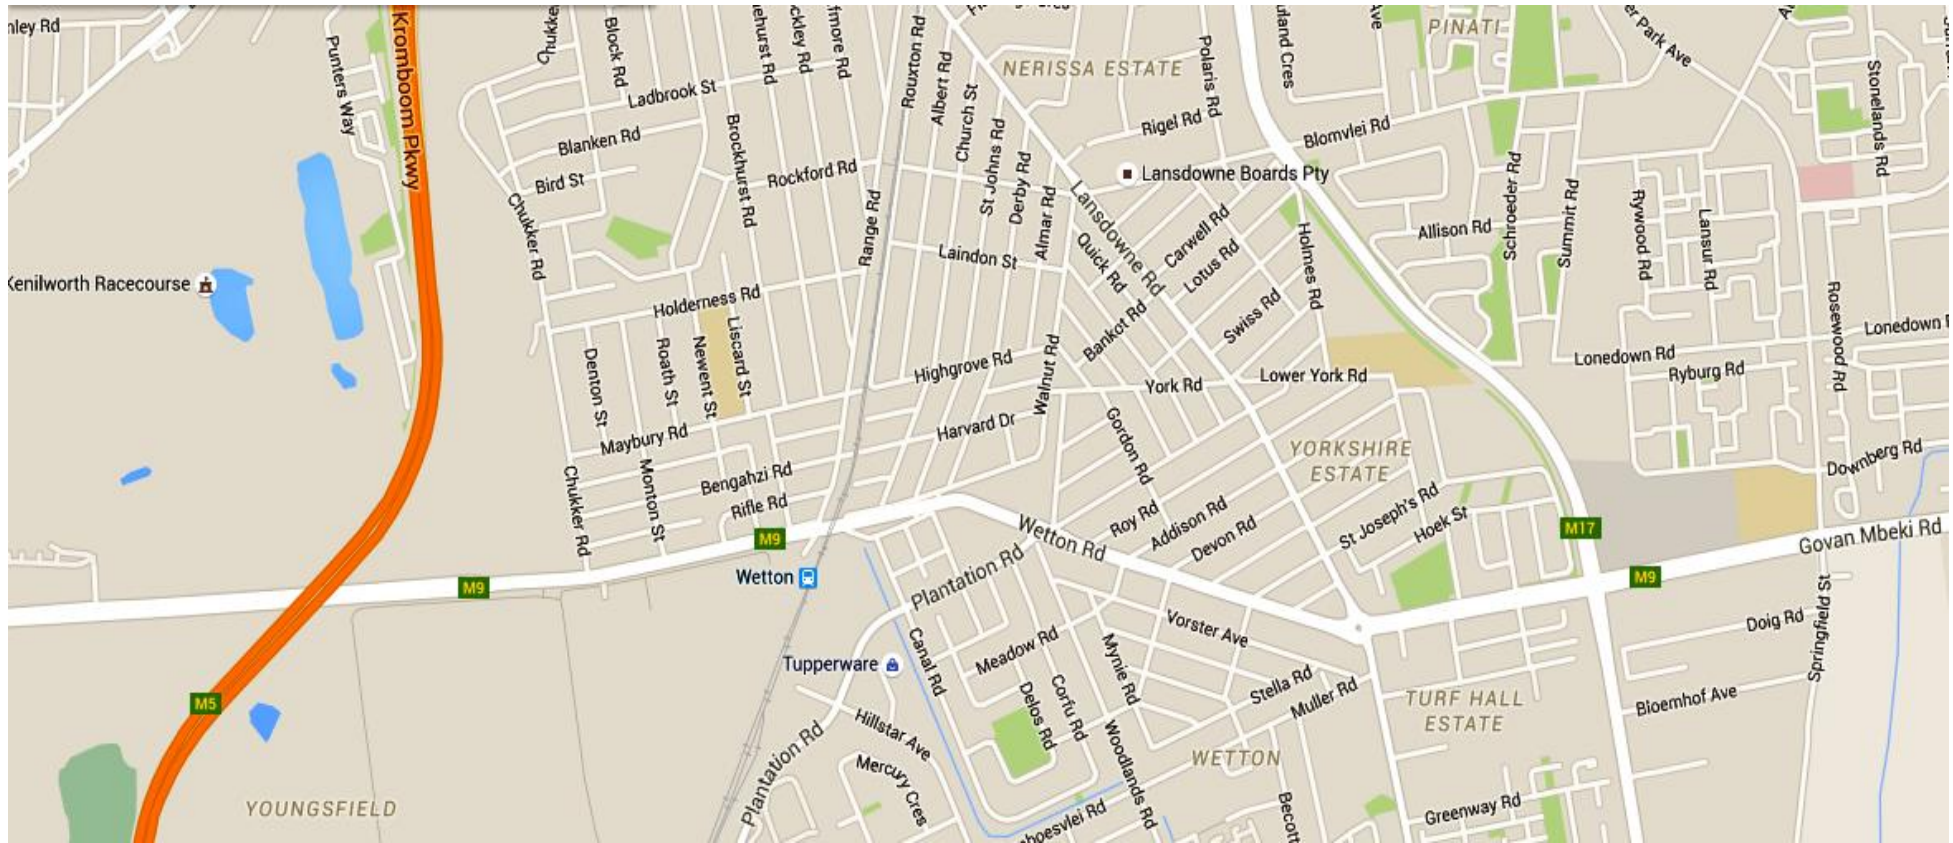 Kromboom Pkwy
Punters Way
Block Rd
Rouxton Rd
Albert Rd
Church St
St Johns Rd
Derby Rd
Almar Rd
NERISSA ESTATE
Polaris Rd
PINATI
Stonelands Rd
Ladbrook St
Blanken Rd
Bird St
Brockhurst Rd
Rockford Rd
Range Rd
Rigel Rd
Blomvlei Rd
Lansdowne Boards Pty
Lansdowne Rd
Chukker Rd
Laindon St
Quick Rd
Carwell Rd
Lotus Rd
Holmes Rd
Allison Rd
Schroeder Rd
Summit Rd
Rywood Rd
Lansur Rd
Kenilworth Racecourse
Holderness Rd
Liscard St
Newent St
Roath St
Denton St
Bankot Rd
Swiss Rd
Rosewood Rd
Lonedown Rd
Lonedown
Ryburg Rd
Highgrove Rd
Walnut Rd
York Rd
Lower York Rd
Maybury Rd
Harvard Dr
Gordon Rd
YORKSHIRE
ESTATE
Downberg Rd
Bengahzi Rd
Monton St
Rifle Rd
Chukker Rd
Roy Rd
Addison Rd
Devon Rd
St Joseph's Rd
Hoek St
M17
Govan Mbeki Rd
M9
Wetton Rd
Wetton
M9
Plantation Rd
M9
Springfield St
Doig Rd
Vorster Ave
Canal Rd
Meadow Rd
Mynie Rd
Tupperware
Stella Rd
Muller Rd
Bloemhof Ave
TURF HALL
ESTATE
M5
Delos Rd
Corfu Rd
Woodlands Rd
Hillstar Ave
Plantation Rd
Mercury Cres
WETTON
YOUNGSFIELD
Greenway Rd